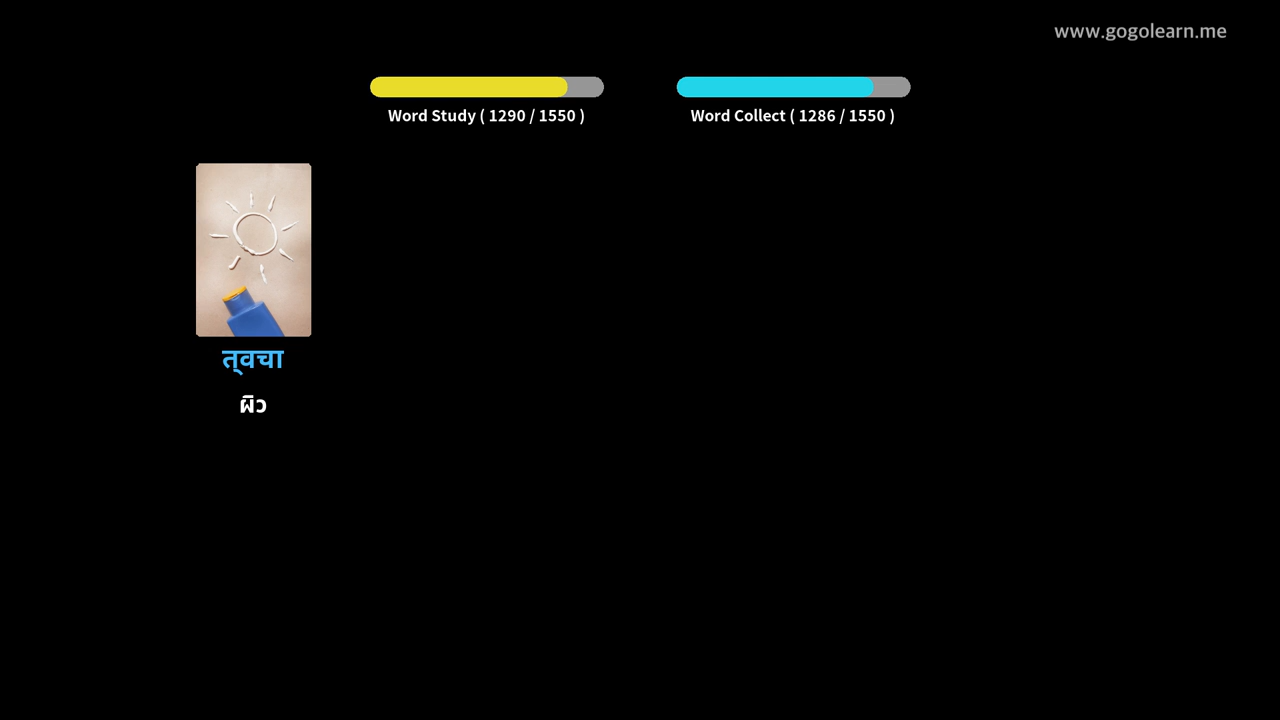 www.gogolearn.me
Word Study ( 1290 / 1550 )
Word Collect ( 1286 / 1550 )
त्वचा
ผิว